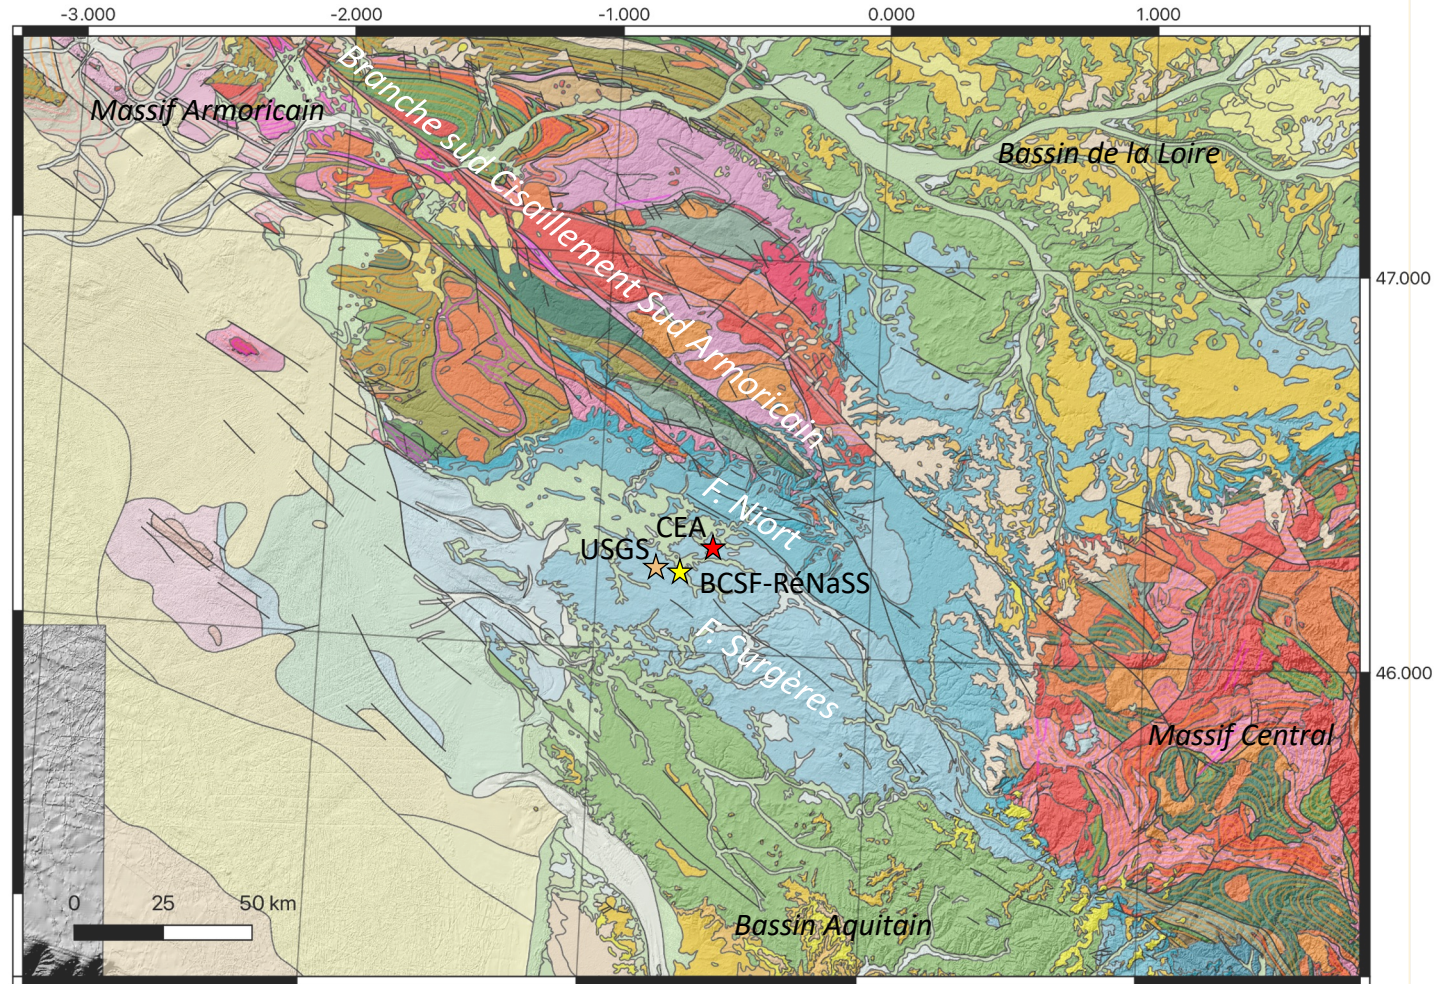 -3.000 -2.000 -1.000 0.000 1.000
Massif Armoricain
Branche sud Cisaillement Sud Armoricain
Bassin de la Loire
47.000
F. Niort
CEA
USGS
BCSF-RéNaSS
F. Surgères
46.000
Massif Central
0 25 50 km
Bassin Aquitain